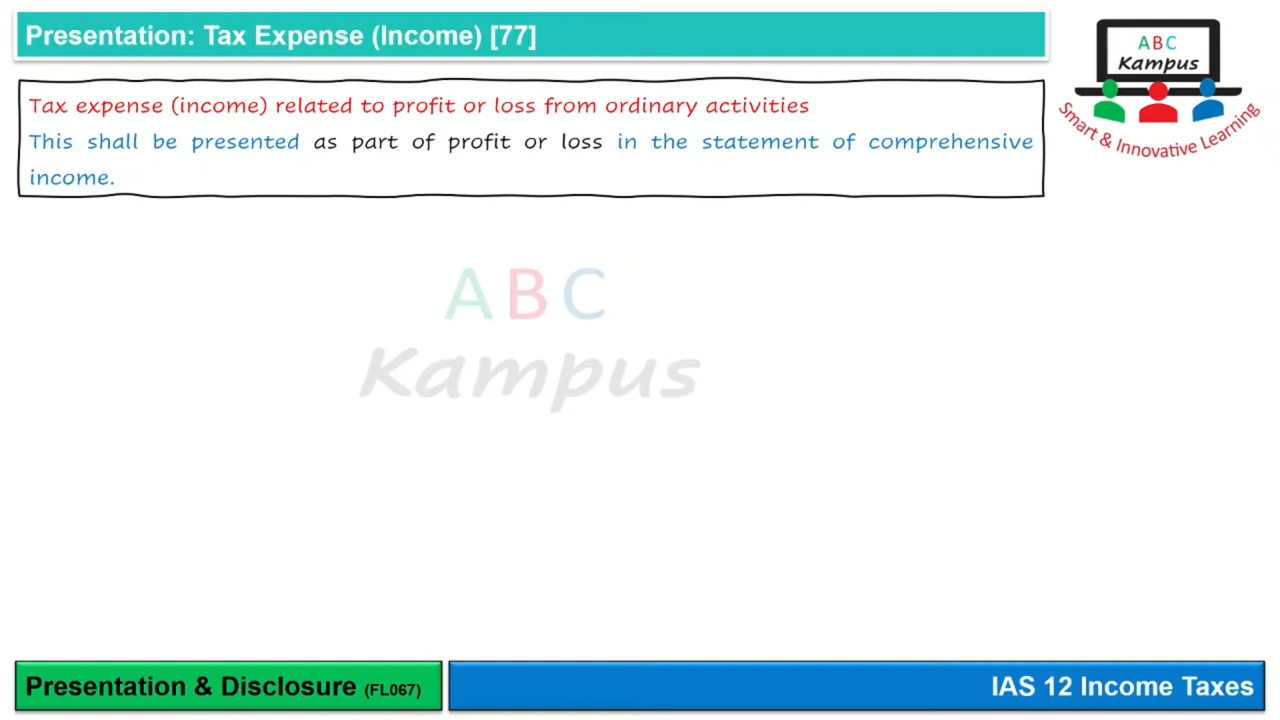 Presentation: Tax Expense (Income) [77]
ABC
Kampus
Smart & Innovative Learning
Tax expense (income) related to profit or loss from ordinary activities
This shall be presented as part of profit or loss in the statement of comprehensive
income.
ABC
Kampus
Presentation & Disclosure (FL067)
IAS 12 Income Taxes